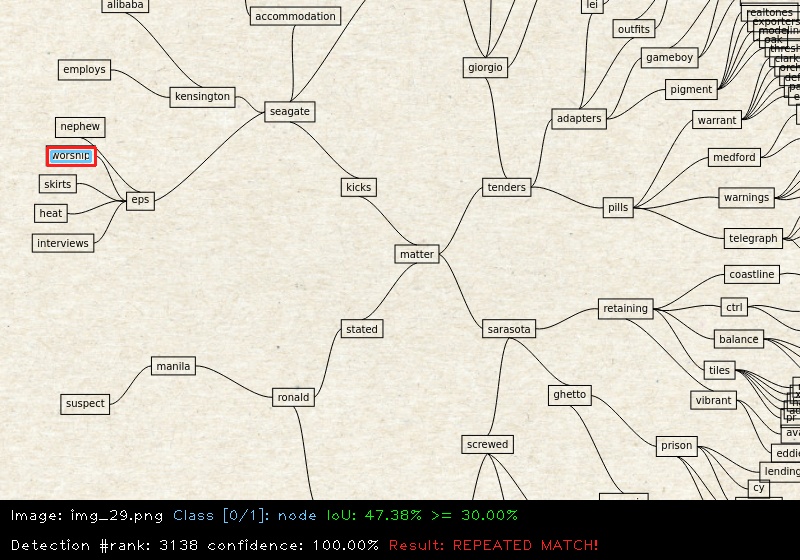 alibaba
accommodation
lei
realtones
exporters
outfits
gameboy
giorgio
employs
kensington
seagate
pigment
adapters
warrant
nephew
worship
medford
skirts
kicks
tenders
warnings
eps
pills
heat
interviews
telegraph
matter
coastline
retaining
ctrl
stated
sarasota
balance
manila
tiles
ronald
ghetto
vibrant
suspect
screwed
prison
lending
cy
Image: img_29.png Class [0/1]: node IoU: 47.38% >= 30.00%
Detection #rank: 3138 confidence: 100.00% Result: REPEATED MATCH!